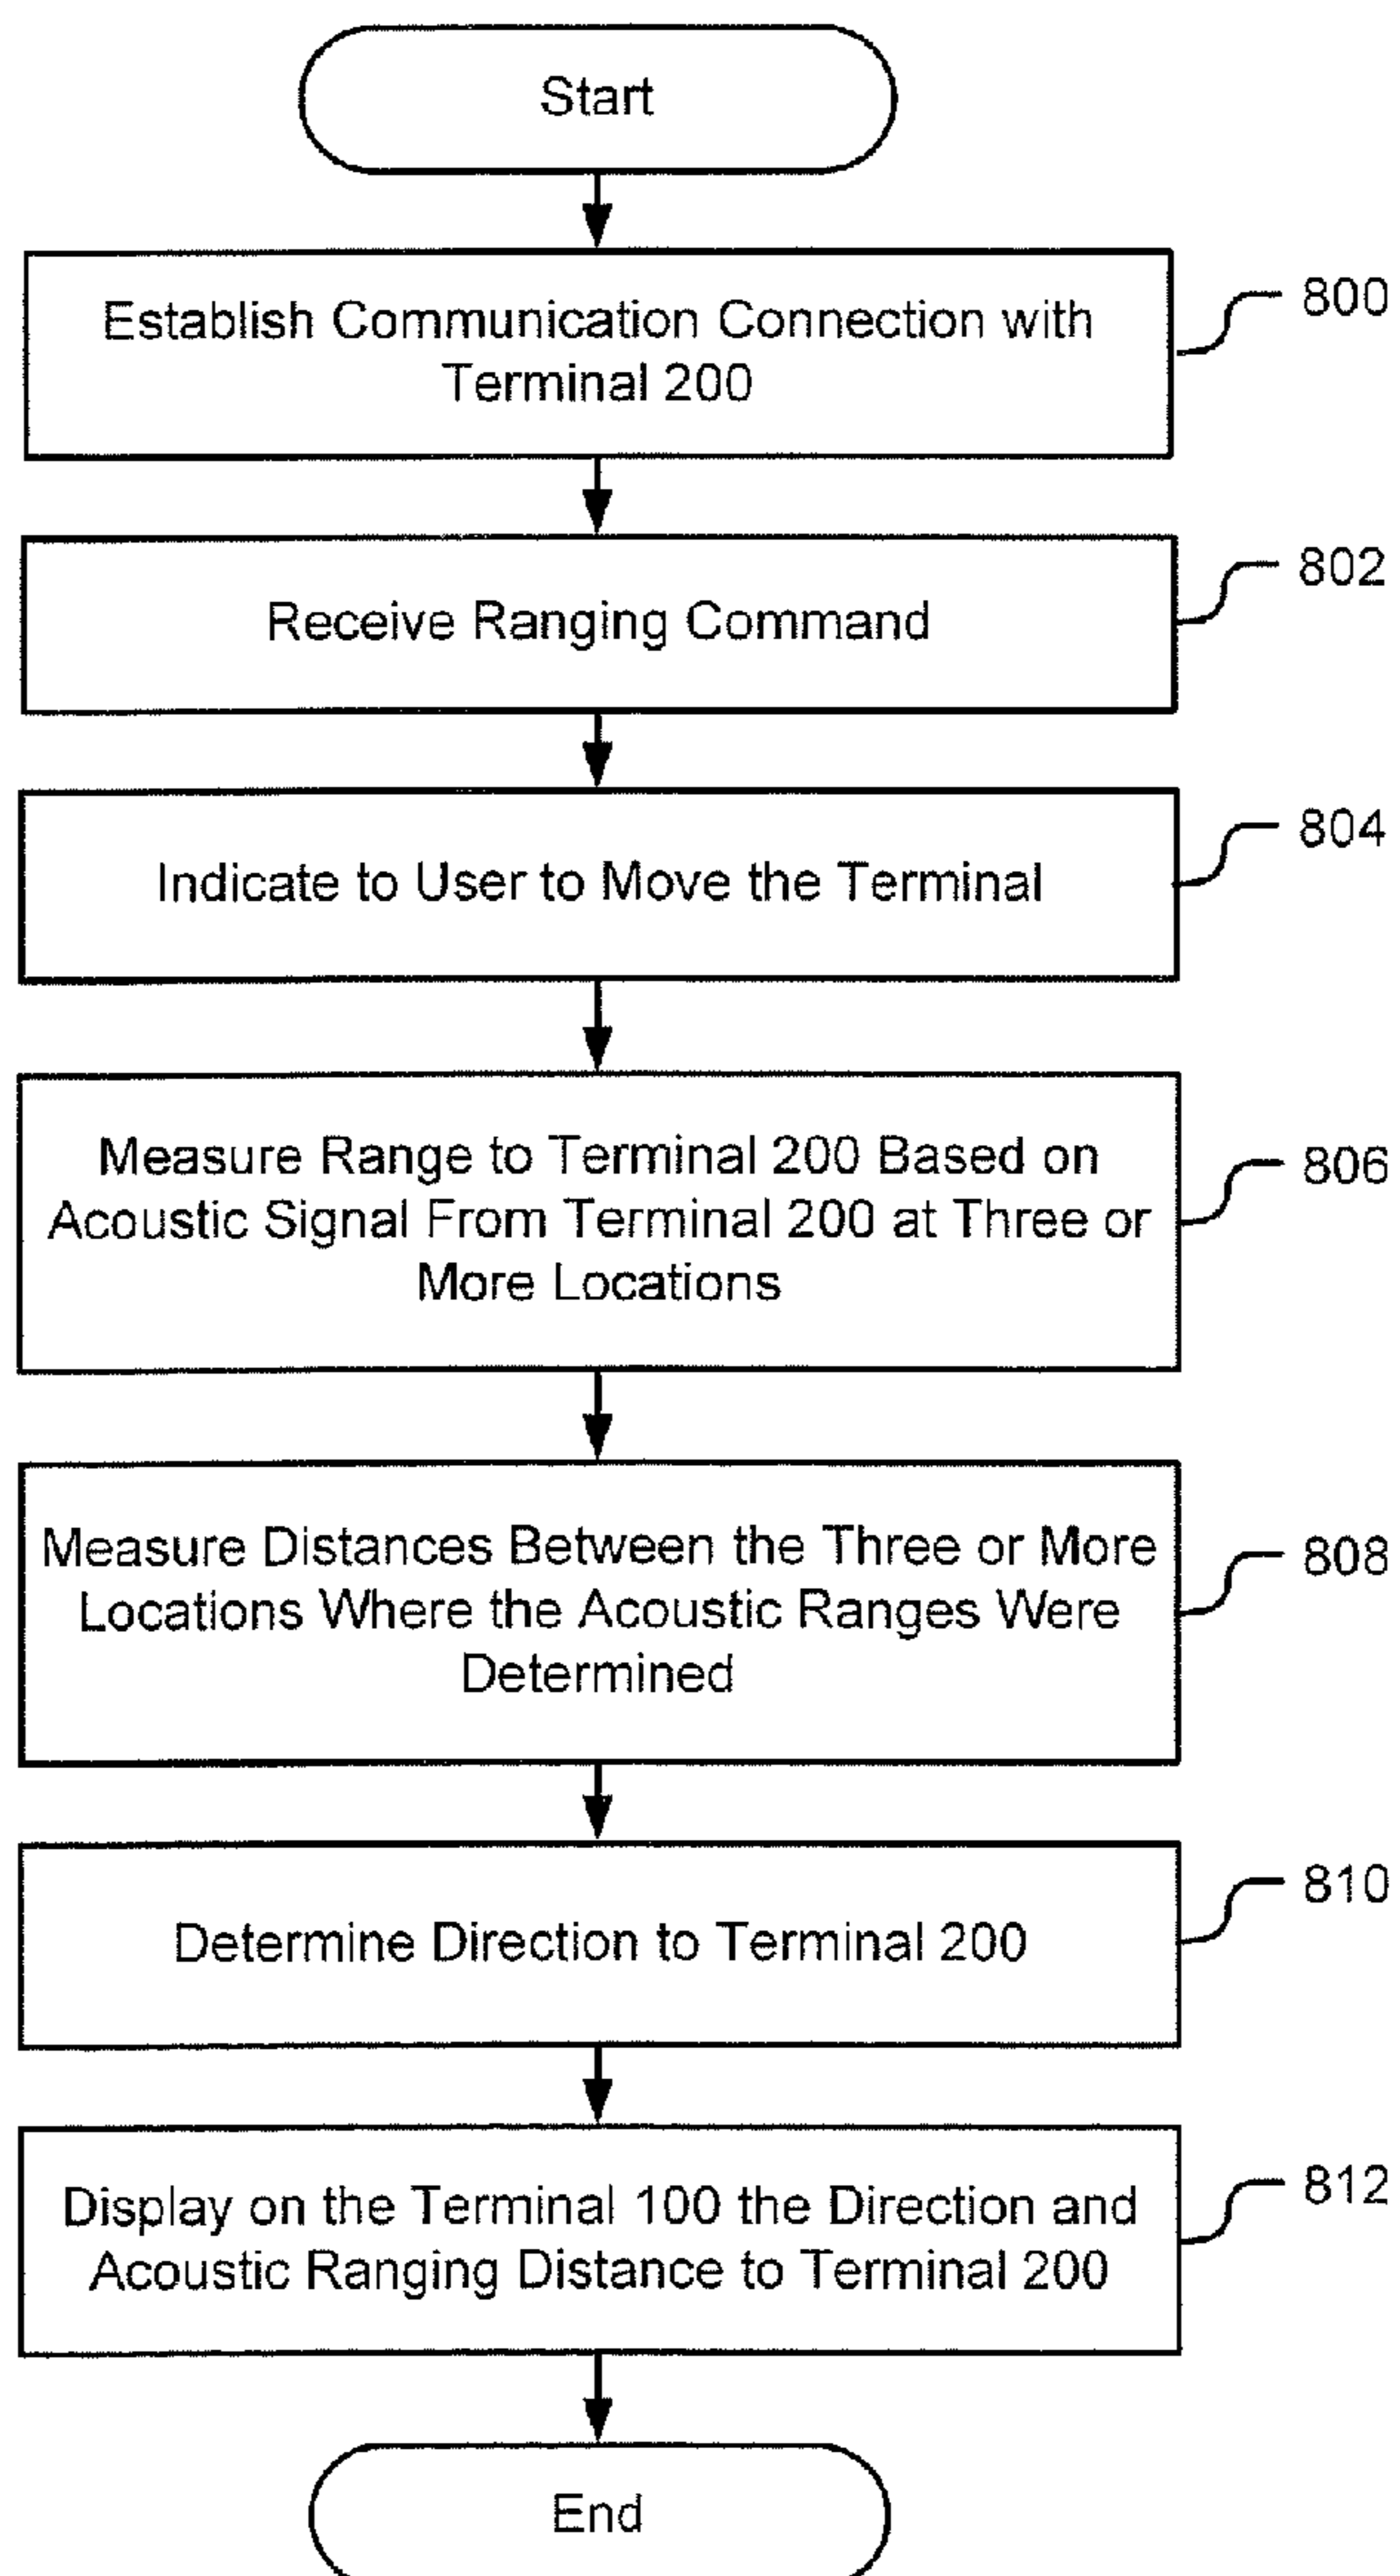 Start
Establish Communication Connection with
Terminal 200
800
Receive Ranging Command
802
Indicate to User to Move the Terminal
804
Measure Range to Terminal 200 Based on
Acoustic Signal From Terminal 200 at Three or
More Locations
806
Measure Distances Between the Three or More
Locations Where the Acoustic Ranges Were
Determined
808
Determine Direction to Terminal 200
810
Display on the Terminal 100 the Direction and
Acoustic Ranging Distance to Terminal 200
812
End